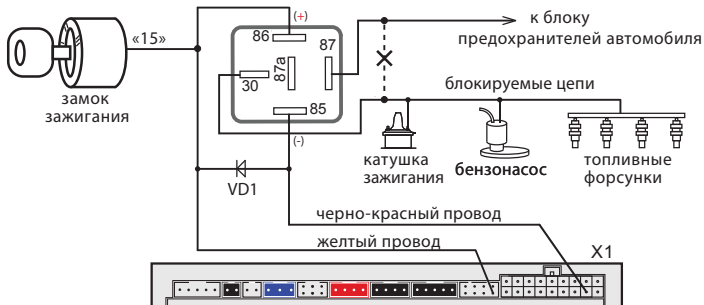 (+)
к блоку
предохранителей автомобиля
«15»
86
87
87a
30
85
(-)
замок
зажигания
блокируемые цепи
катушка
зажигания
бензонасос
топливные
форсунки
VD1
черно-красный провод
желтый провод
X1